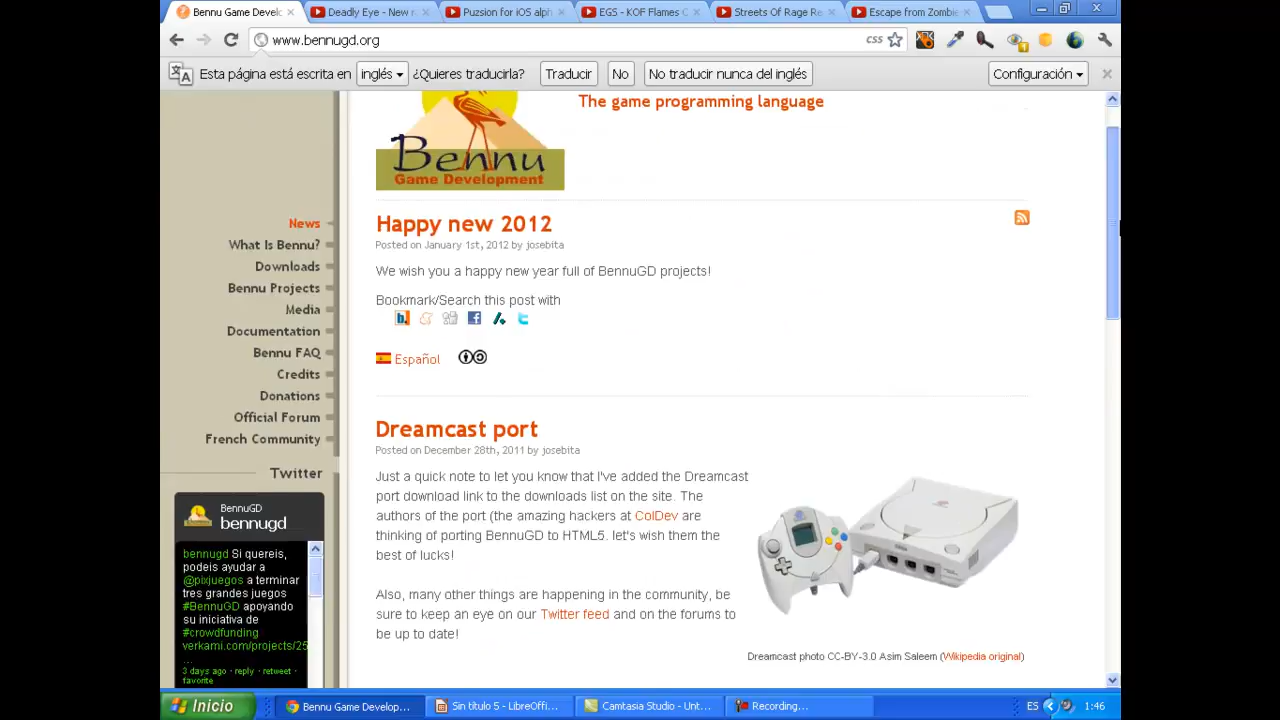 Bennu Game Develo
Deadly Eye - New r
Puzsion for iOS alph
EGS - KOF Flames C
Streets Of Rage Re
Escape from Zombie
www.bennugd.org
CSS
1
Esta página está escrita en inglés ¿Quieres traducirla? Traducir No No traducir nunca del inglés Configuración
The game programming language
Bennu
Game Development
News
What Is Bennu?
Downloads
Bennu Projects
Media
Documentation
Bennu FAQ
Credits
Donations
Official Forum
French Community
Twitter
BennuGD
bennugd
bennugd Si quereis,
podeis ayudar a
@pixjuegos a terminar
tres grandes juegos
#BennuGD apoyando
su iniciativa de
#crowdfunding
verkami.com/projects/25
...
3 days ago · reply · retweet ·
favorite
Happy new 2012
Posted on January 1st, 2012 by josebita
We wish you a happy new year full of BennuGD projects!
Bookmark/Search this post with
Español
Dreamcast port
Posted on December 28th, 2011 by josebita
Just a quick note to let you know that I've added the Dreamcast
port download link to the downloads list on the site. The
authors of the port (the amazing hackers at ColDev are
thinking of porting BennuGD to HTML5. let's wish them the
best of lucks!
Also, many other things are happening in the community, be
sure to keep an eye on our Twitter feed and on the forums to
be up to date!
Dreamcast photo CC-BY-3.0 Asim Saleem (Wikipedia original)
Inicio
Bennu Game Develop...
Sin título 5 - LibreOffi...
Camtasia Studio - Unt...
Recording...
ES
1:46